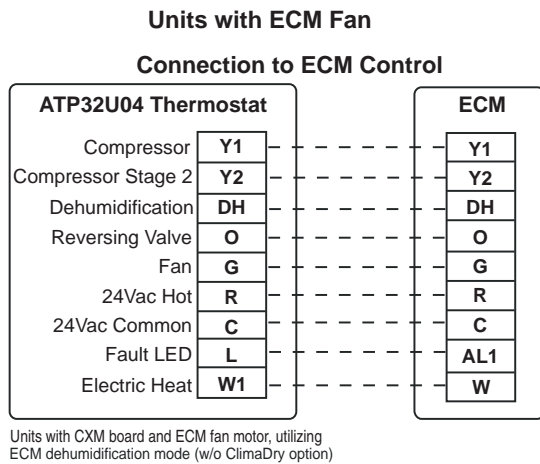 Units with ECM Fan
Connection to ECM Control
ATP32U04 Thermostat
ECM
Compressor Y1 Y1
Compressor Stage 2 Y2 Y2
Dehumidification DH DH
Reversing Valve O O
Fan G G
24Vac Hot R R
24Vac Common C C
Fault LED L AL1
Electric Heat W1 W
Units with CXM board and ECM fan motor, utilizing
ECM dehumidification mode (w/o ClimaDry option)